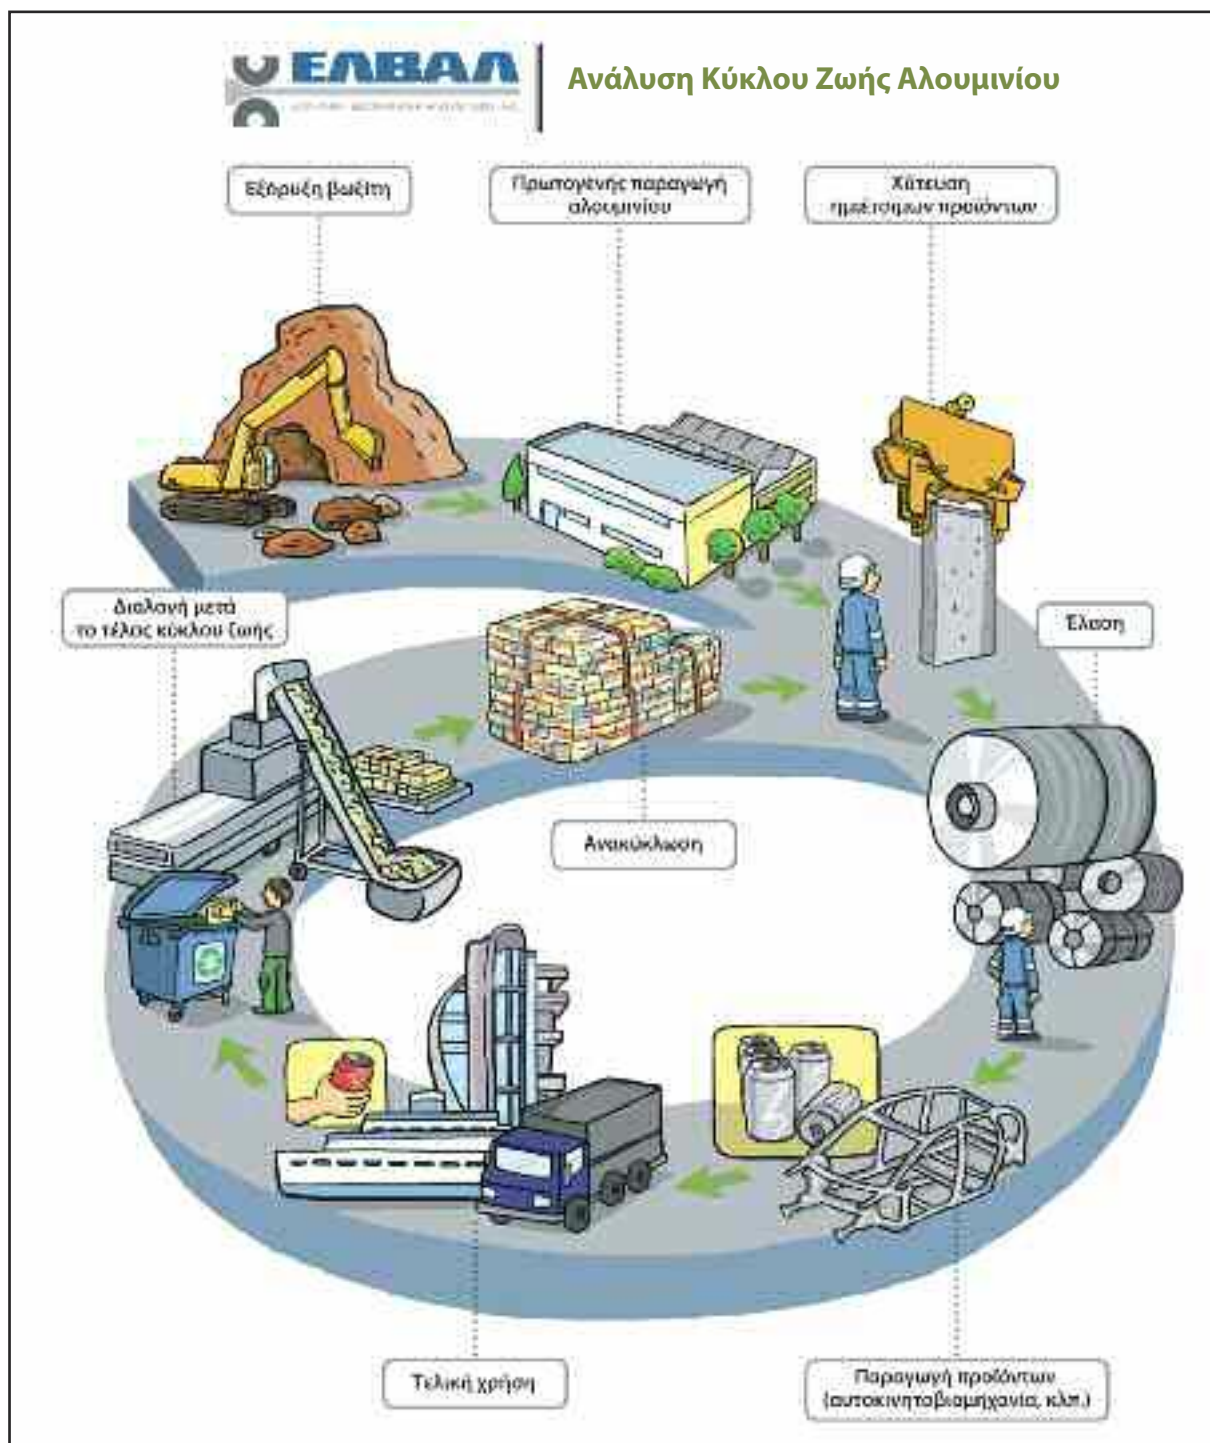 ΕΛΒΑΛ
Ανάλυση Κύκλου Ζωής Αλουμινίου
Εξόρυξη βωξίτη
Πρωτογενής παραγωγή
αλουμινίου
Χύτευση
ημιέτοιμων προϊόντων
Διαλογή μετά
το τέλος κύκλου ζωής
Έλαση
Ανακύκλωση
Τελική χρήση
Παραγωγή προϊόντων
(αυτοκινητοβιομηχανία, κλπ.)